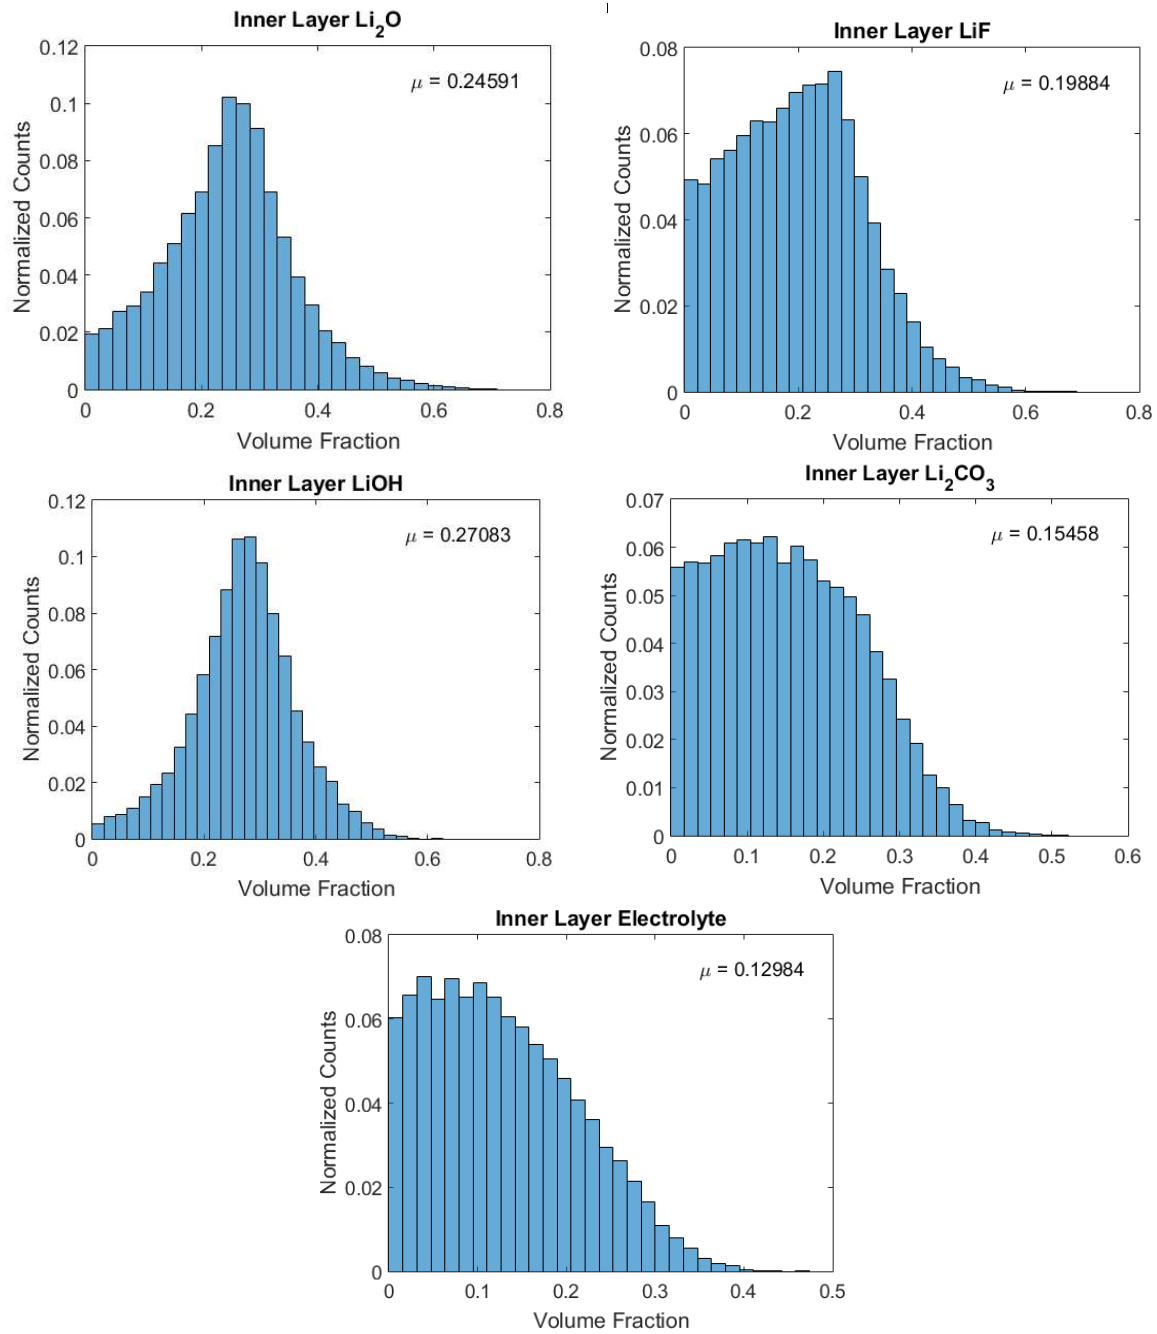 Inner Layer Li2O
μ = 0.24591
0.12
0.1
0.08
0.06
0.04
0.02
0
Normalized Counts
0 0.2 0.4 0.6 0.8
Volume Fraction
Inner Layer LiF
μ = 0.19884
0.08
0.06
0.04
0.02
0
Normalized Counts
0 0.2 0.4 0.6 0.8
Volume Fraction
Inner Layer LiOH
μ = 0.27083
0.12
0.1
0.08
0.06
0.04
0.02
0
Normalized Counts
0 0.2 0.4 0.6 0.8
Volume Fraction
Inner Layer Li2CO3
μ = 0.15458
0.07
0.06
0.05
0.04
0.03
0.02
0.01
0
Normalized Counts
0 0.1 0.2 0.3 0.4 0.5 0.6
Volume Fraction
Inner Layer Electrolyte
μ = 0.12984
0.08
0.06
0.04
0.02
0
Normalized Counts
0 0.1 0.2 0.3 0.4 0.5
Volume Fraction